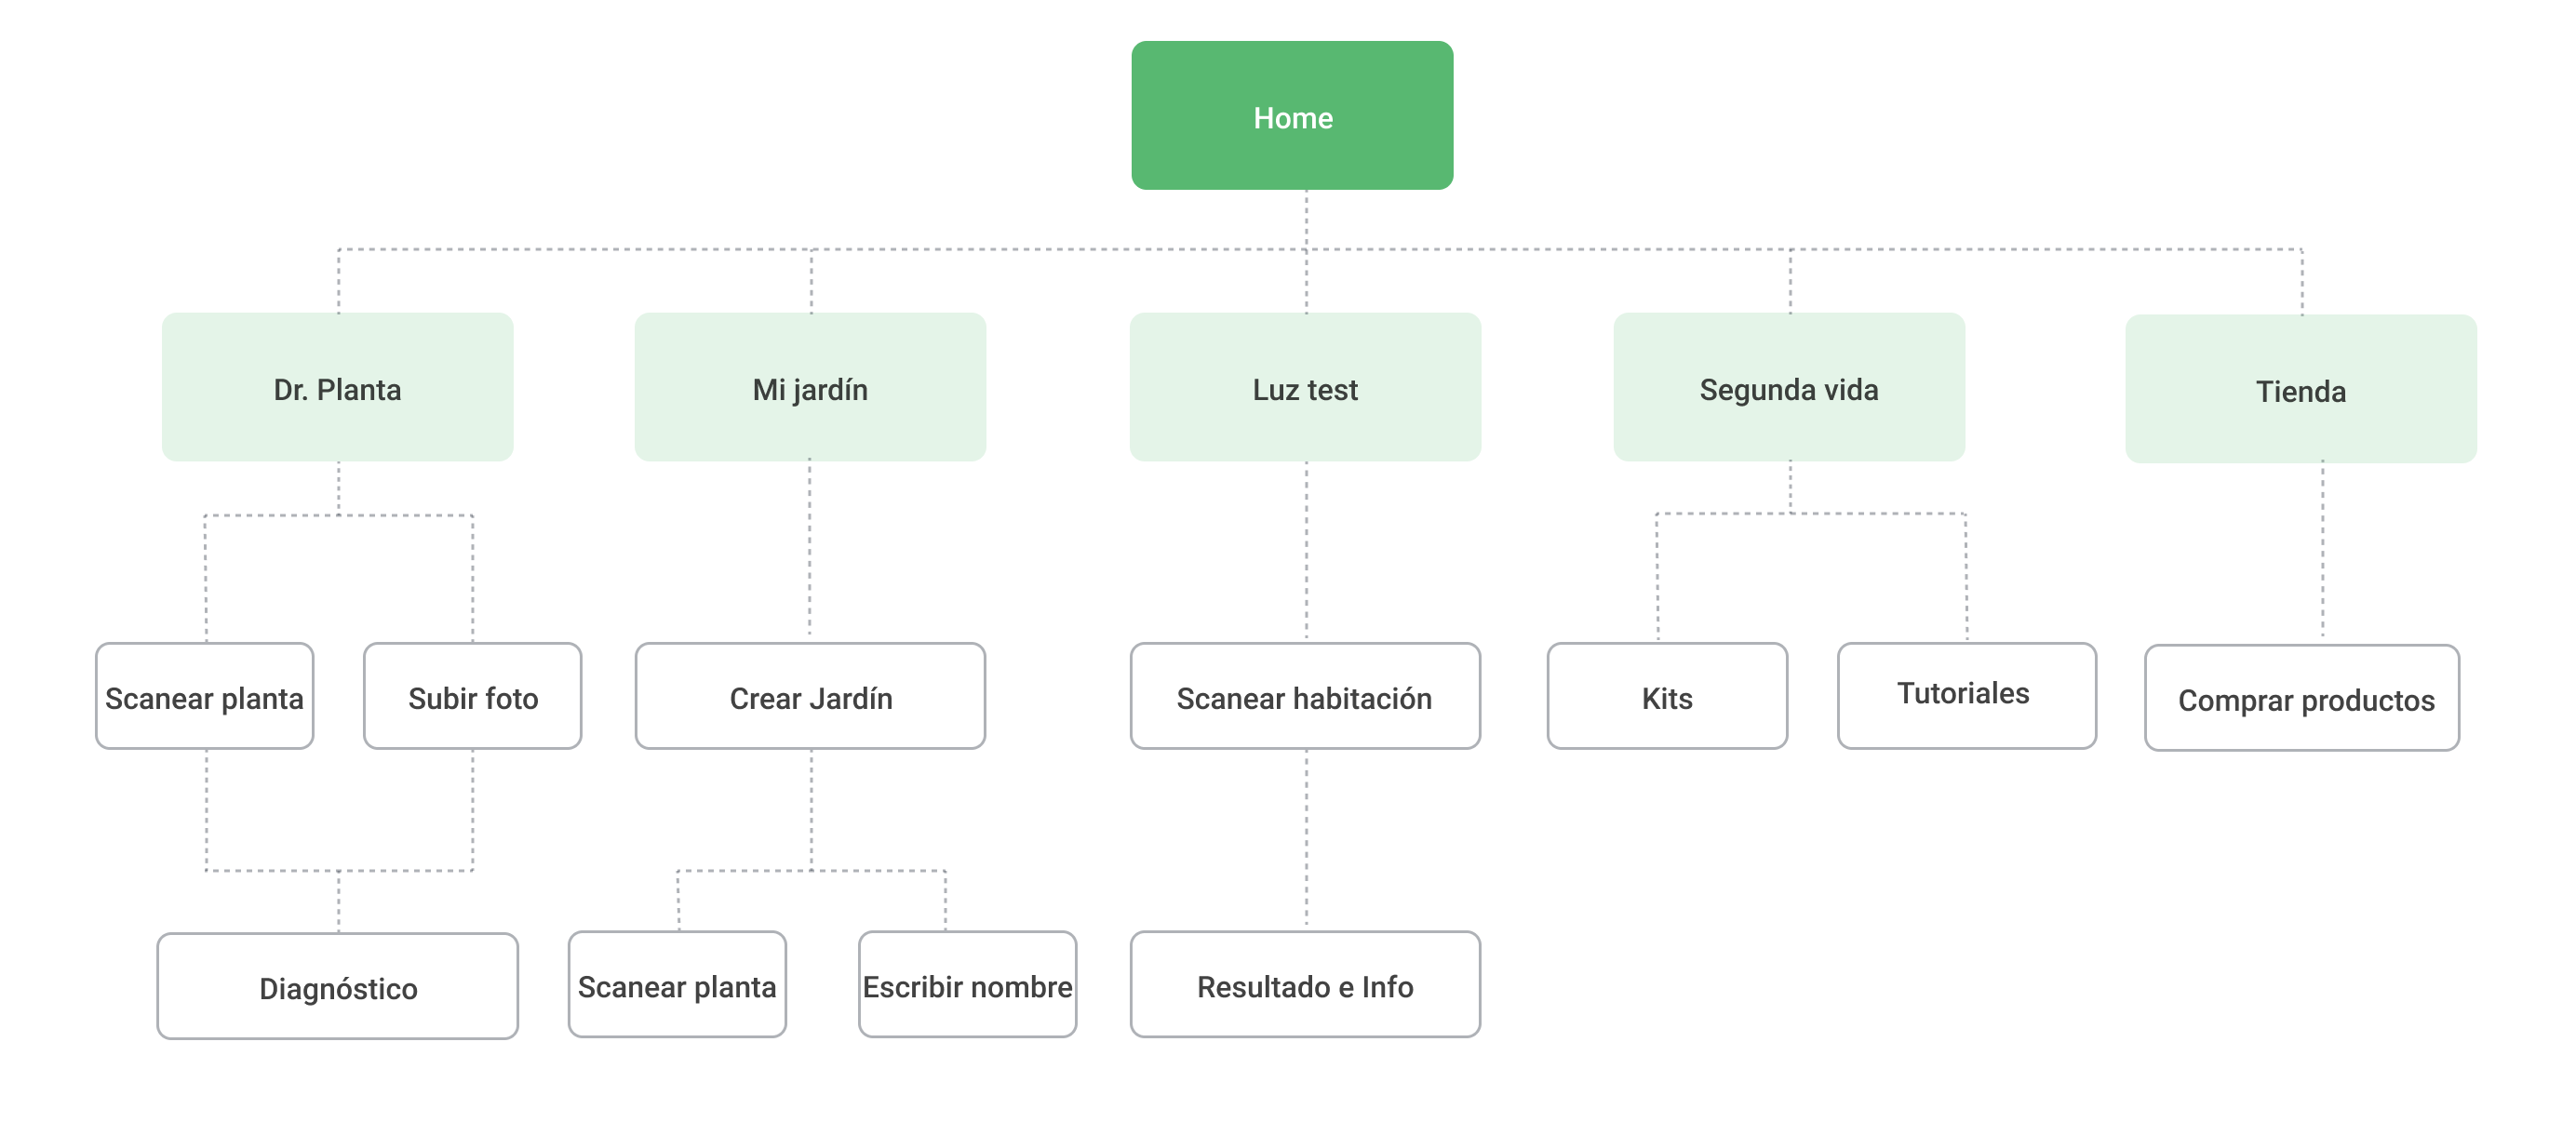 Home
Dr. Planta
Mi jardín
Luz test
Segunda vida
Tienda
Scanear planta
Subir foto
Crear Jardín
Scanear habitación
Kits
Tutoriales
Comprar productos
Diagnóstico
Scanear planta
Escribir nombre
Resultado e Info